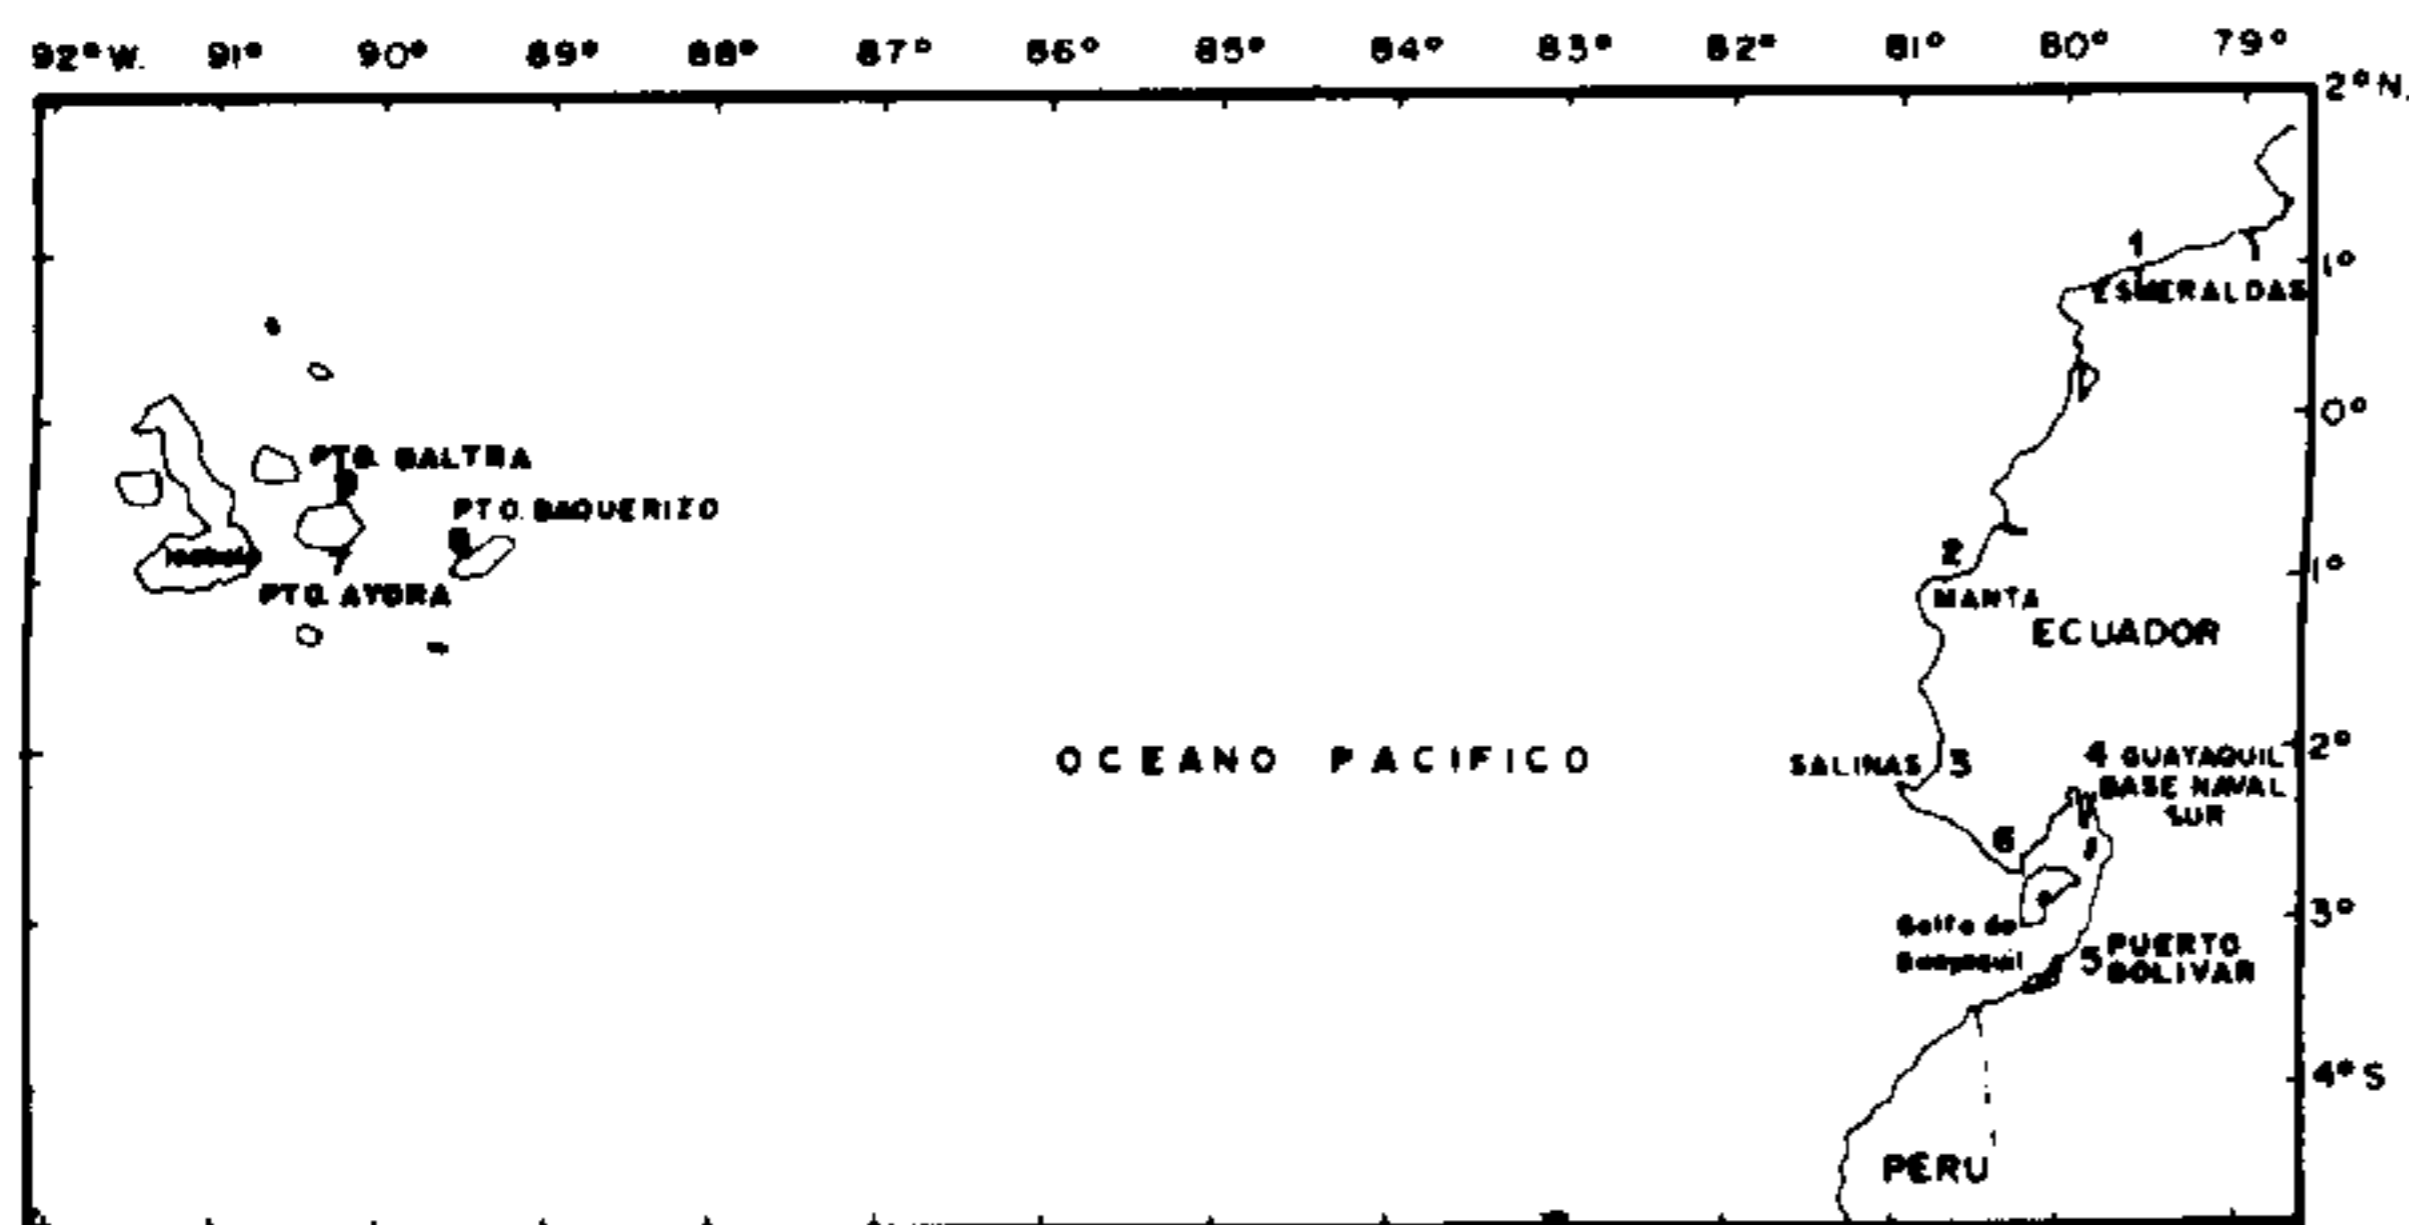 92° W. 91° 90° 89° 88° 87° 86° 85° 84° 83° 82° 81° 80° 79°
2° N.
1
1°
ESMERALDAS
0°
PTO. BALTRA
PTO. BAQUERIZO
2
1°
PTO. AYORA
MANTA
ECUADOR
OCEANO PACIFICO
SALINAS 3
4 GUAYAQUIL
BASE NAVAL
SUR
2°
6
3°
Golfo de
Guayaquil
5 PUERTO
BOLIVAR
4° S
PERU